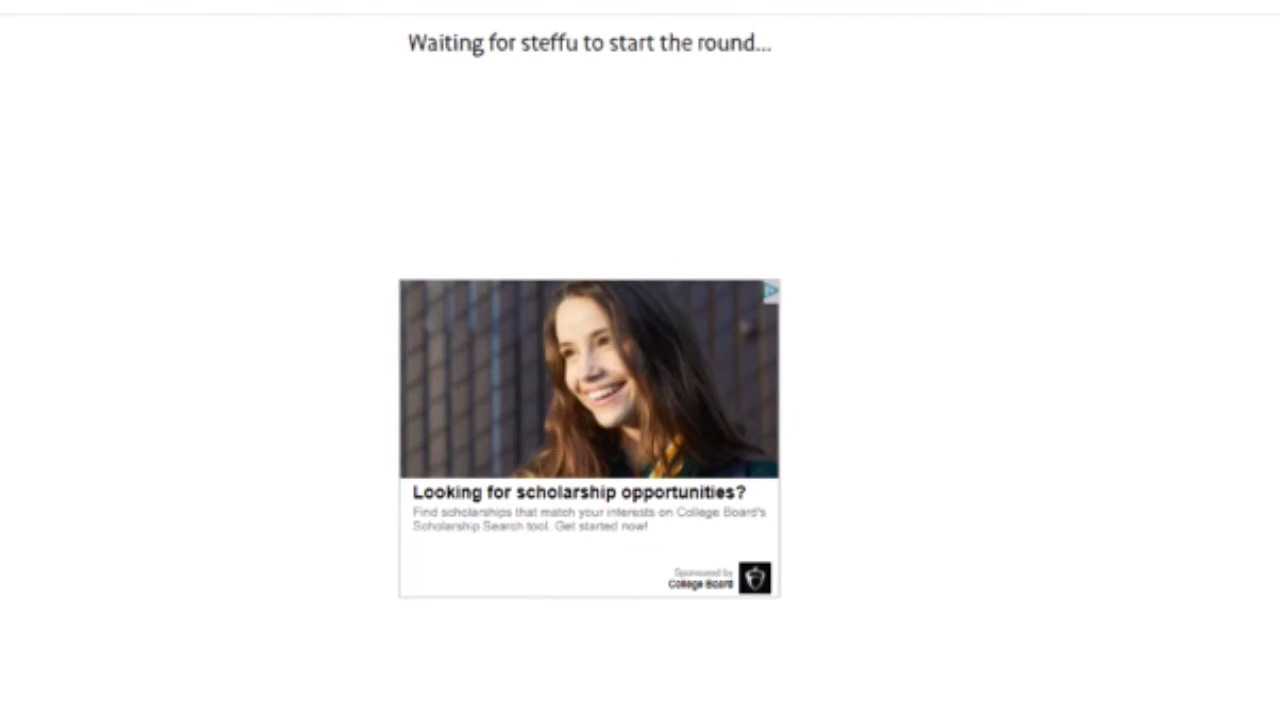 Waiting for steffu to start the round...
Looking for scholarship opportunities?
Find scholarships that match your interests on College Board's
Scholarship Search tool. Get started now!
Sponsored by
College Board